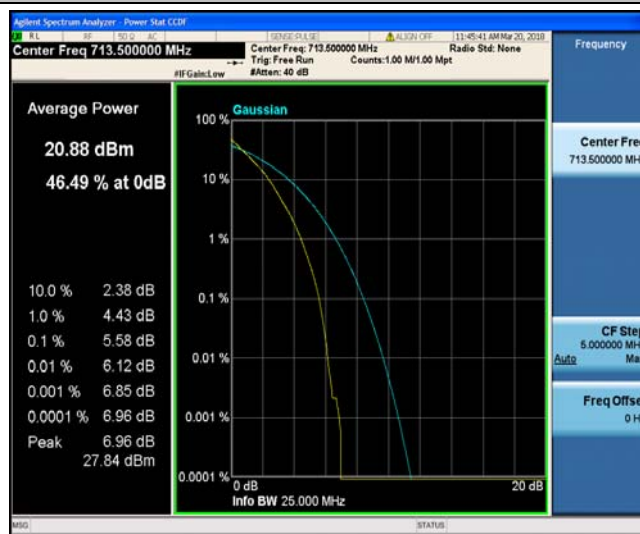 Agilent Spectrum Analyzer - Power Stat CCDF
RL RF 50 Ω AC SENSE:PULSE ALIGN OFF 11:45:41 AM Mar 20, 2018
Center Freq 713.500000 MHz
Center Freq: 713.500000 MHz Radio Std: None
Trig: Free Run Counts:1.00 M/1.00 Mpt
#IFGain:Low #Atten: 40 dB
Frequency
Average Power
20.88 dBm
46.49 % at 0dB
10.0 % 2.38 dB
1.0 % 4.43 dB
0.1 % 5.58 dB
0.01 % 6.12 dB
0.001 % 6.85 dB
0.0001 % 6.96 dB
Peak 6.96 dB
27.84 dBm
Gaussian
100 %
10 %
1 %
0.1 %
0.01 %
0.001 %
0.0001 %
0 dB 20 dB
Info BW 25.000 MHz
Center Fre
713.500000 MH
CF Ste
5.000000 MH
Auto Ma
Freq Offse
0 H
MSG STATUS